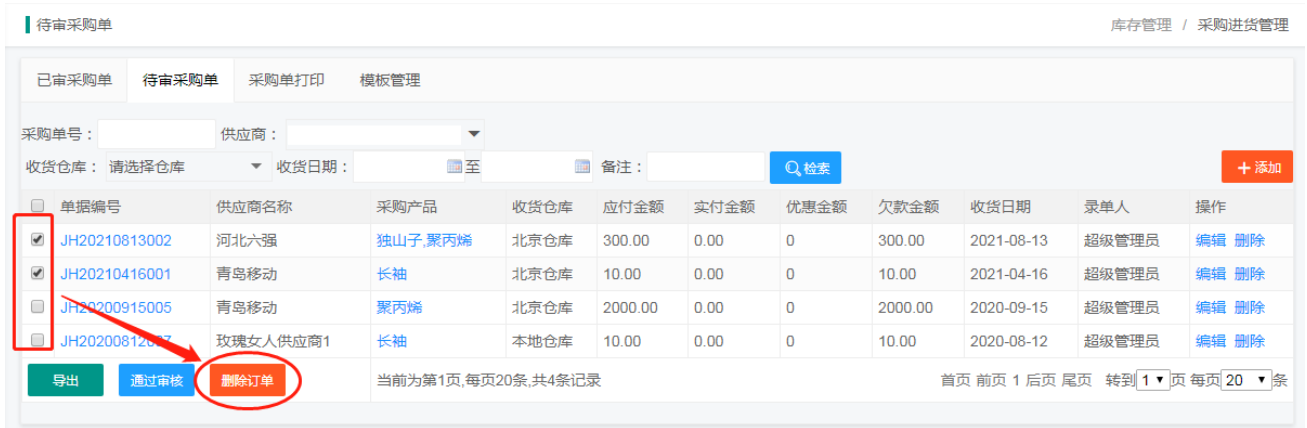 待审采购单 库存管理 / 采购进货管理
已审采购单 待审采购单 采购单打印 模板管理
采购单号： 供应商：
收货仓库： 请选择仓库 收货日期： 至 备注： 检索 添加
单据编号 供应商名称 采购产品 收货仓库 应付金额 实付金额 优惠金额 欠款金额 收货日期 录单人 操作
JH20210813002 河北六强 独山子,聚丙烯 北京仓库 300.00 0.00 0 300.00 2021-08-13 超级管理员 编辑 删除
JH20210416001 青岛移动 长袖 北京仓库 10.00 0.00 0 10.00 2021-04-16 超级管理员 编辑 删除
JH20200915005 青岛移动 聚丙烯 北京仓库 2000.00 0.00 0 2000.00 2020-09-15 超级管理员 编辑 删除
玫瑰女人供应商1 长袖 本地仓库 10.00 0.00 0 10.00 2020-08-12 超级管理员 编辑 删除
导出 通过审核 删除订单 当前为第1页,每页20条,共4条记录 首页 前页 1 后页 尾页 转到 1 页 每页 20 条